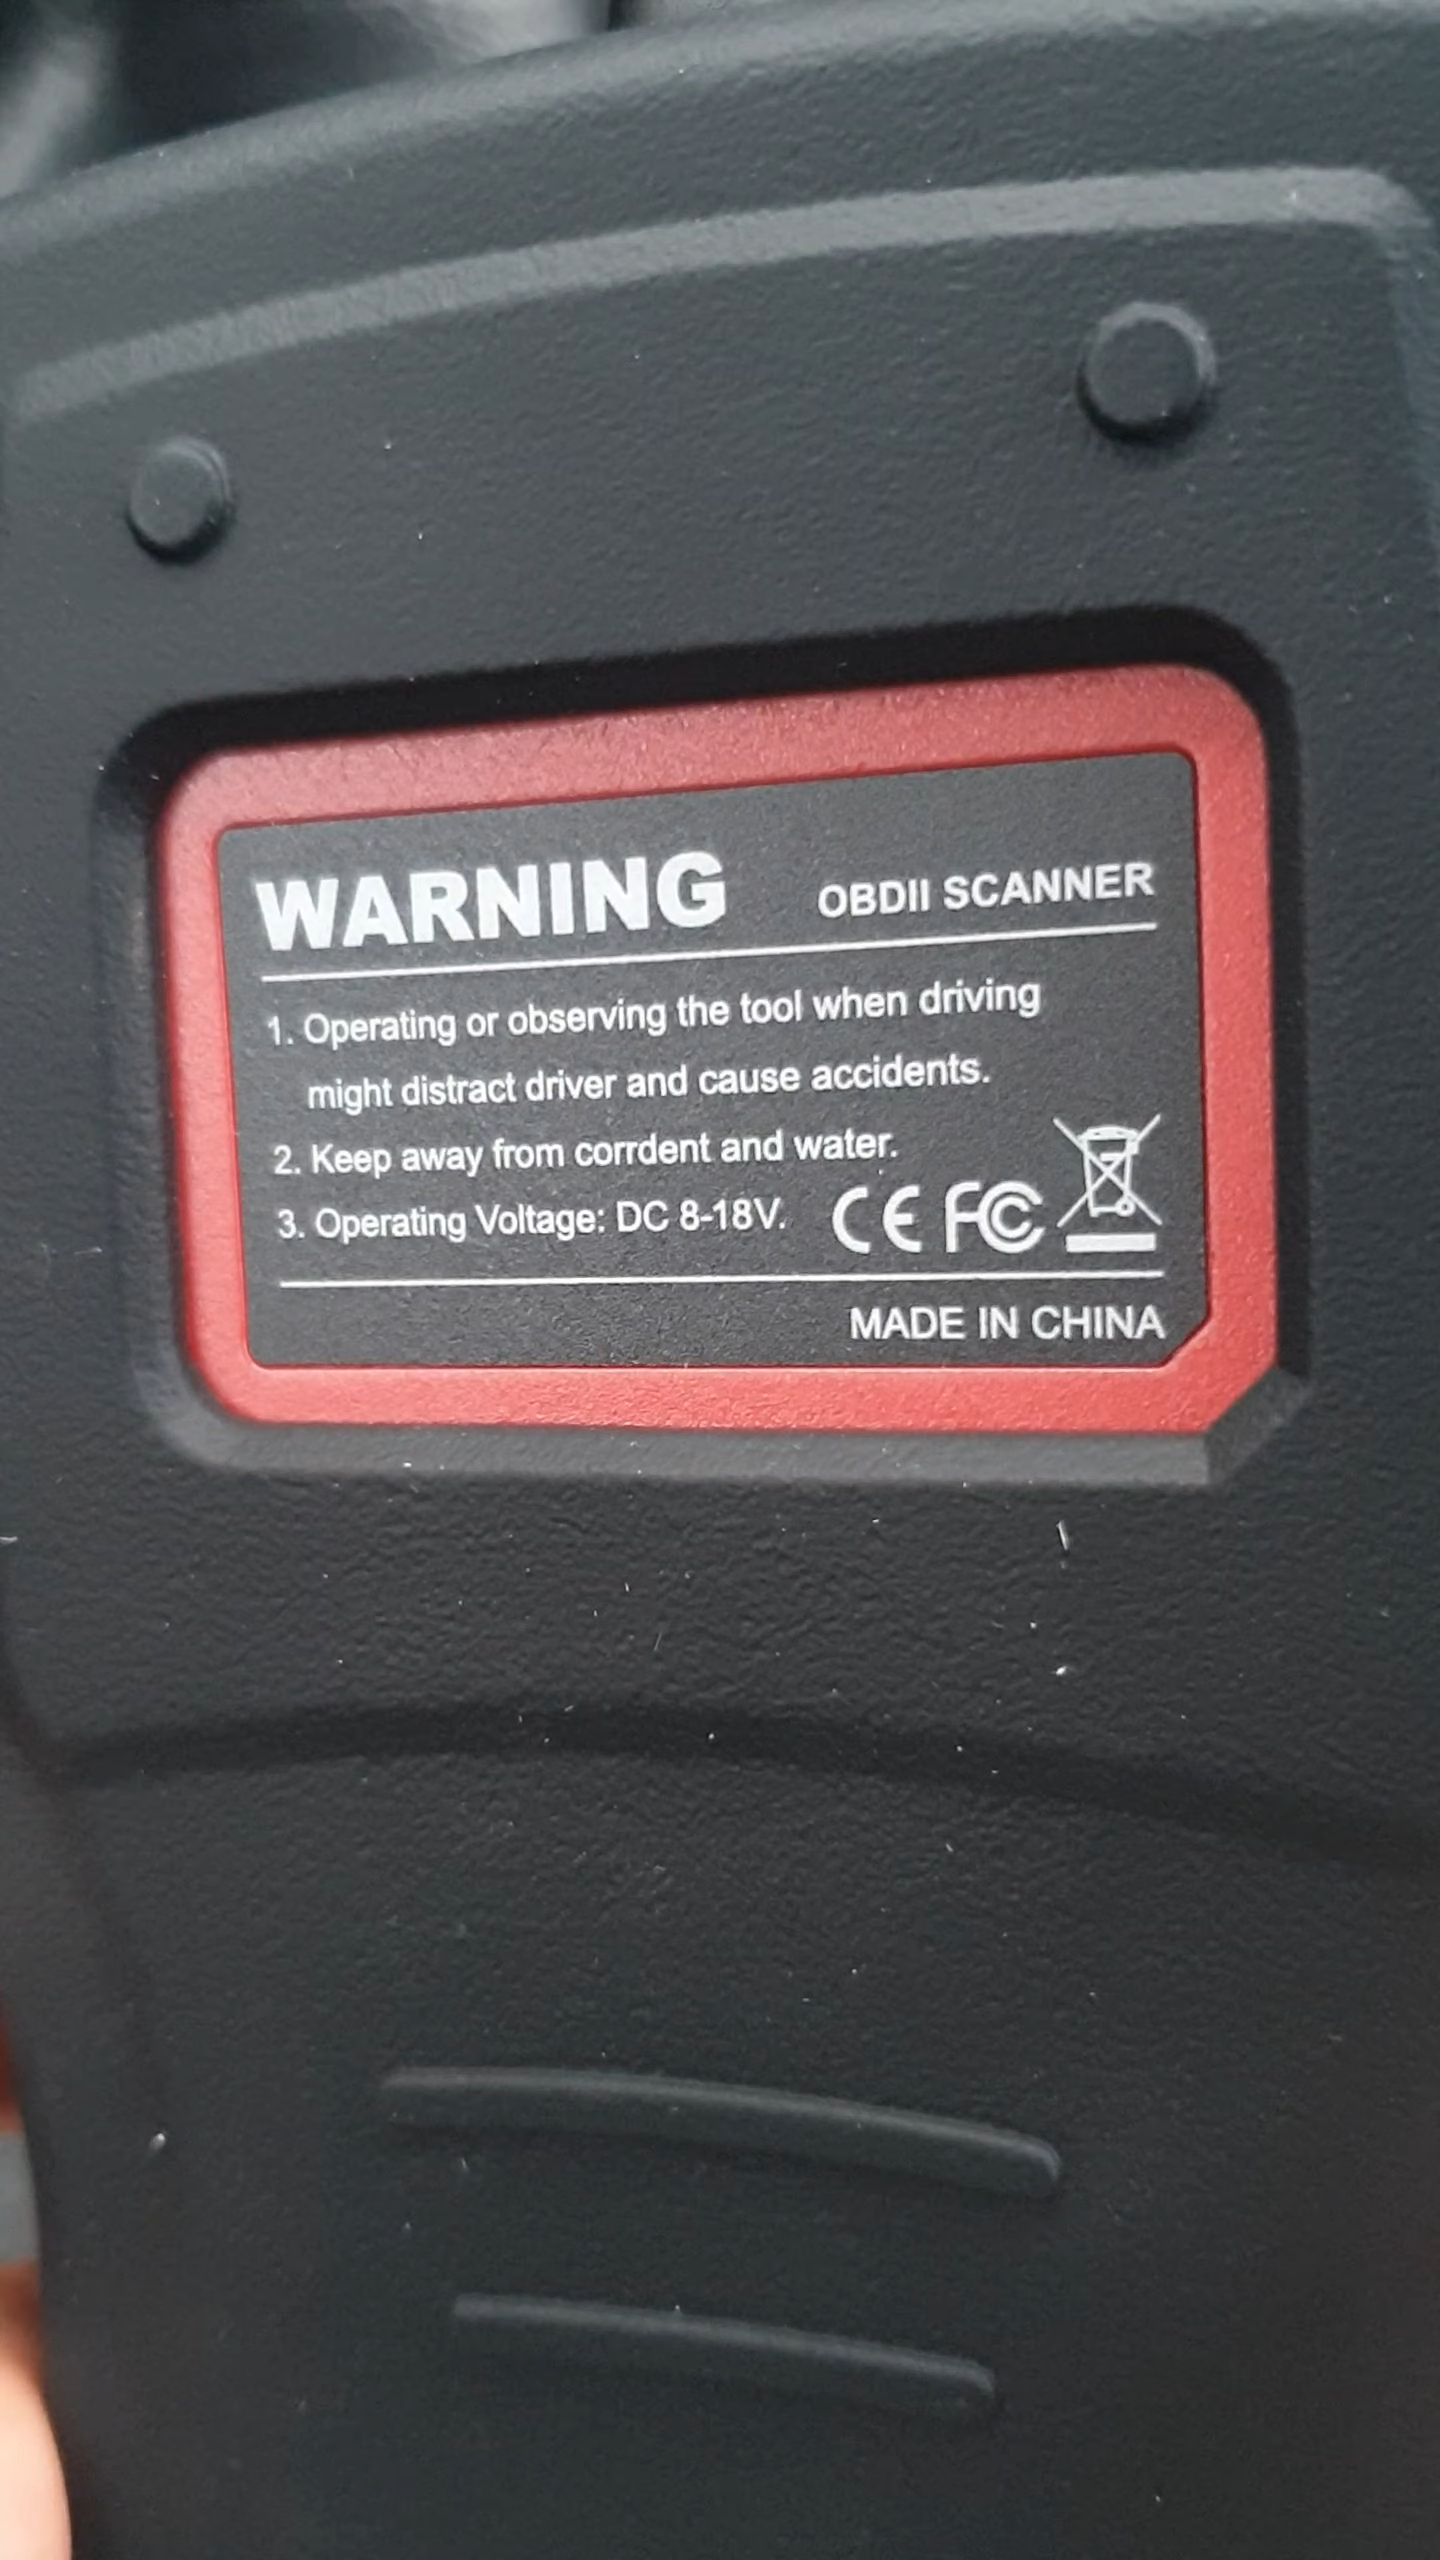 WARNING OBDII SCANNER
1. Operating or observing the tool when driving
might distract driver and cause accidents.
2. Keep away from corrdent and water.
3. Operating Voltage: DC 8-18V. CE FC
MADE IN CHINA